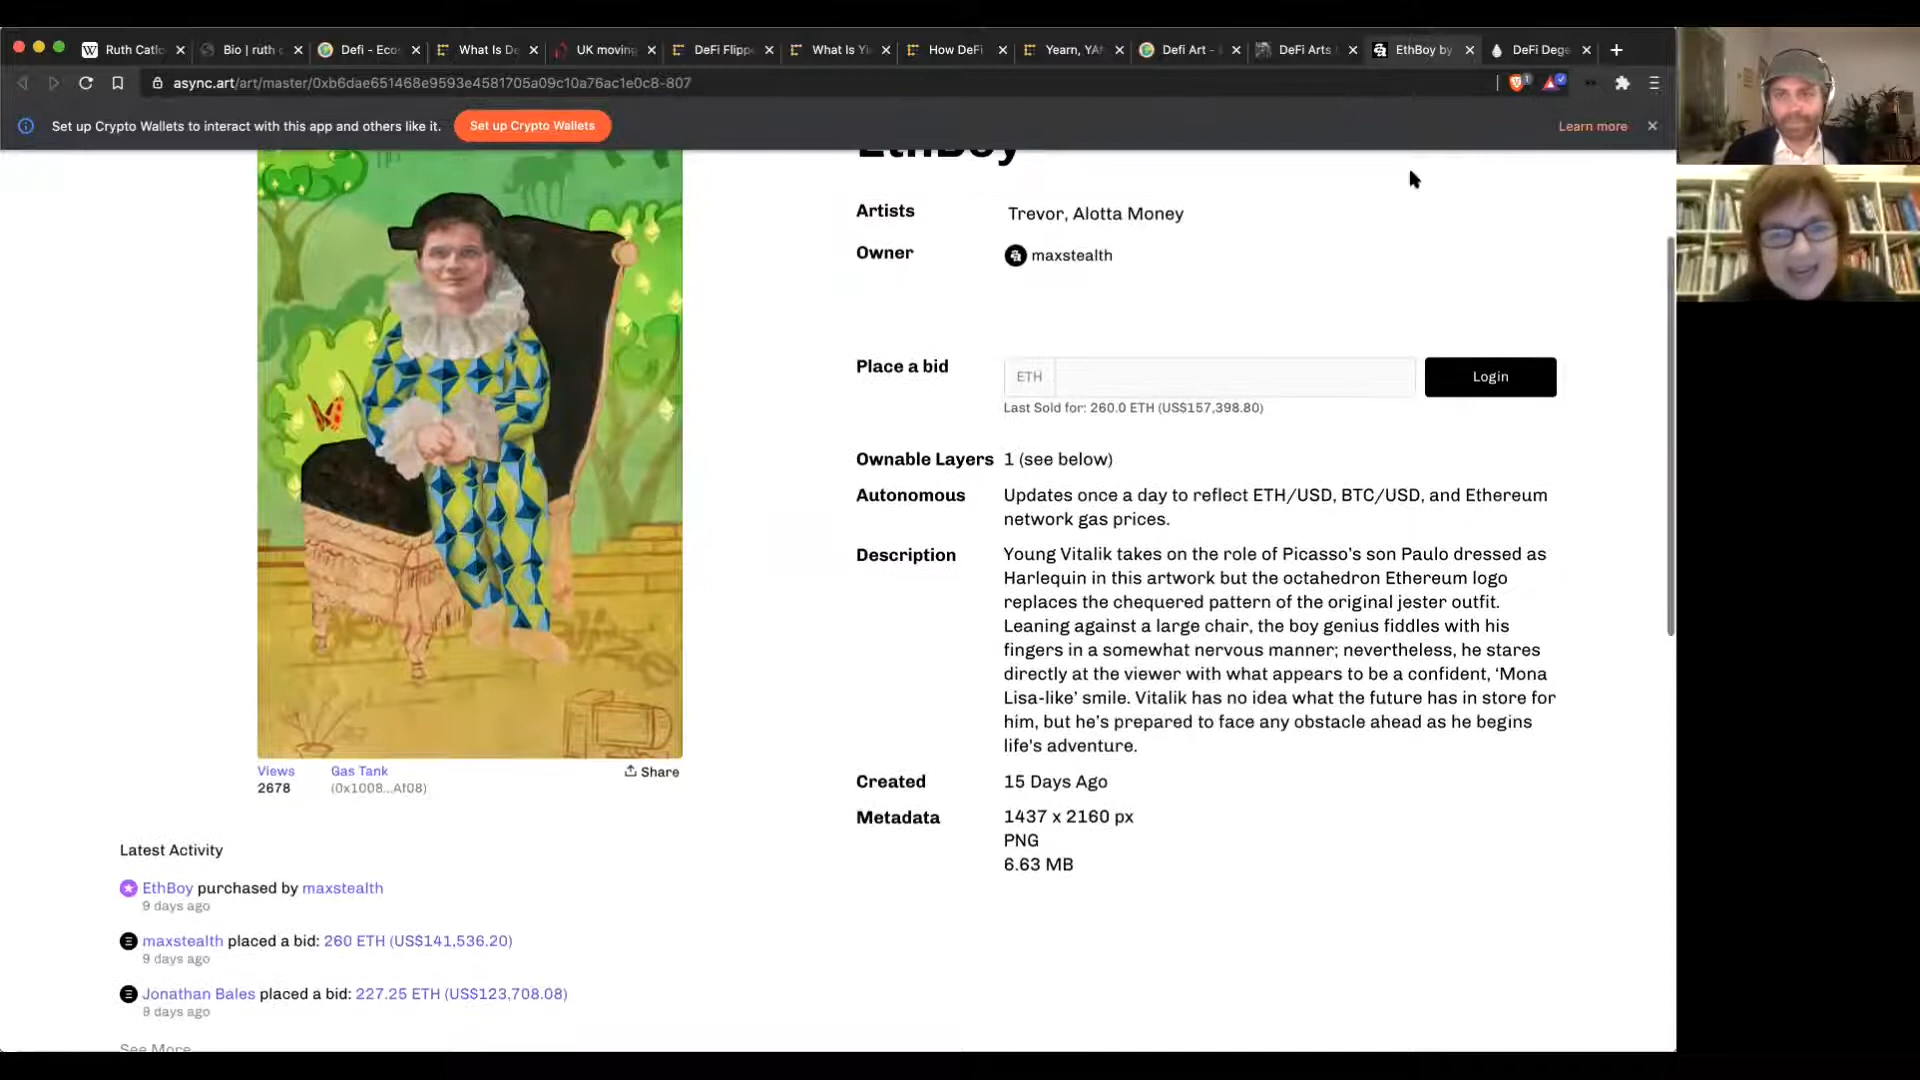 Ruth Catlo
Bio | ruth c
Defi - Eco
What Is De
UK moving
DeFi Flipp
What Is Yi
How DeFi
Yearn, YA
Defi Art -
DeFi Arts
EthBoy by
DeFi Dege
async.art/art/master/0xb6dae651468e9593e4581705a09c10a76ac1e0c8-807
Set up Crypto Wallets to interact with this app and others like it.
Set up Crypto Wallets
Learn more
EthBoy
Artists
Trevor, Alotta Money
Owner
maxstealth
Place a bid
ETH
Login
Last Sold for: 260.0 ETH (US$157,398.80)
Ownable Layers
1 (see below)
Autonomous
Updates once a day to reflect ETH/USD, BTC/USD, and Ethereum
network gas prices.
Description
Young Vitalik takes on the role of Picasso's son Paulo dressed as
Harlequin in this artwork but the octahedron Ethereum logo
replaces the chequered pattern of the original jester outfit.
Leaning against a large chair, the boy genius fiddles with his
fingers in a somewhat nervous manner; nevertheless, he stares
directly at the viewer with what appears to be a confident, ‘Mona
Lisa-like’ smile. Vitalik has no idea what the future has in store for
him, but he's prepared to face any obstacle ahead as he begins
life's adventure.
Created
15 Days Ago
Metadata
1437 x 2160 px
PNG
6.63 MB
Views
2678
Gas Tank
(0x1008...Af08)
Share
Latest Activity
EthBoy purchased by maxstealth
9 days ago
maxstealth placed a bid: 260 ETH (US$141,536.20)
9 days ago
Jonathan Bales placed a bid: 227.25 ETH (US$123,708.08)
9 days ago
See More